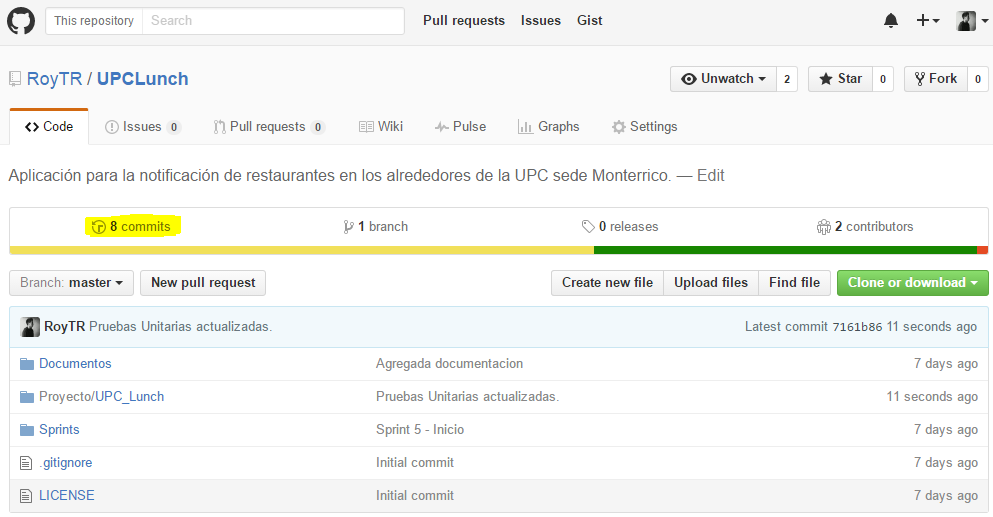 This repository Search Pull requests Issues Gist
RoyTR / UPCLunch Unwatch 2 Star 0 Fork 0
Code Issues 0 Pull requests 0 Wiki Pulse Graphs Settings
Aplicación para la notificación de restaurantes en los alrededores de la UPC sede Monterrico. — Edit
8 commits 1 branch 0 releases 2 contributors
Branch: master New pull request Create new file Upload files Find file Clone or download
RoyTR Pruebas Unitarias actualizadas. Latest commit 7161b86 11 seconds ago
Documentos Agregada documentacion 7 days ago
Proyecto/UPC_Lunch Pruebas Unitarias actualizadas. 11 seconds ago
Sprints Sprint 5 - Inicio 7 days ago
.gitignore Initial commit 7 days ago
LICENSE Initial commit 7 days ago